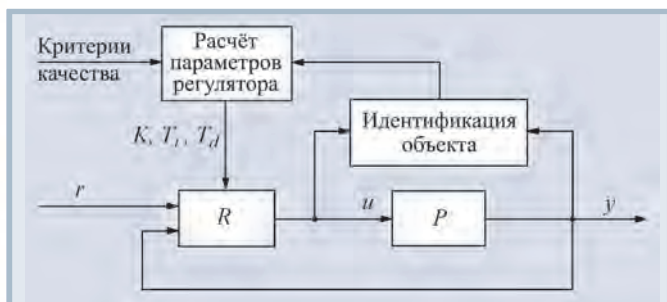 Критерии
качества
Расчёт
параметров
регулятора
Идентификация
объекта
K, Ti, Td
r
R
u
P
y